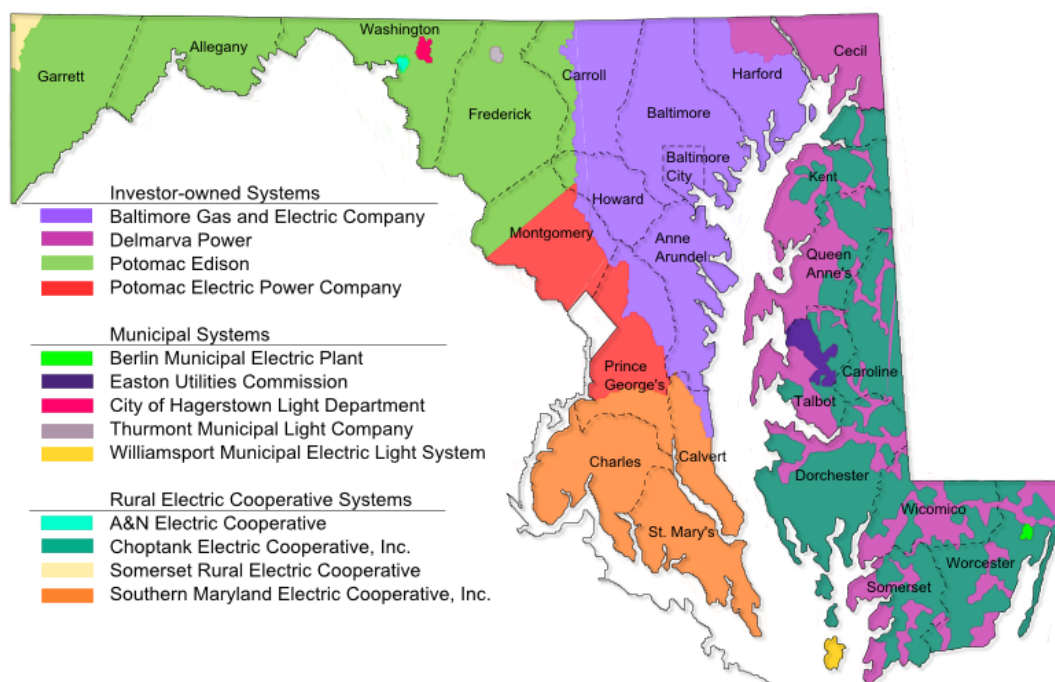 Washington
Allegany
Garrett
Carroll
Harford
Cecil
Frederick
Baltimore
Baltimore
City
Kent
Howard
Montgomery
Anne
Arundel
Queen
Anne's
Prince
George's
Caroline
Talbot
Charles
Calvert
Dorchester
St. Mary's
Wicomico
Worcester
Somerset
Investor-owned Systems
Baltimore Gas and Electric Company
Delmarva Power
Potomac Edison
Potomac Electric Power Company
Municipal Systems
Berlin Municipal Electric Plant
Easton Utilities Commission
City of Hagerstown Light Department
Thurmont Municipal Light Company
Williamsport Municipal Electric Light System
Rural Electric Cooperative Systems
A&N Electric Cooperative
Choptank Electric Cooperative, Inc.
Somerset Rural Electric Cooperative
Southern Maryland Electric Cooperative, Inc.